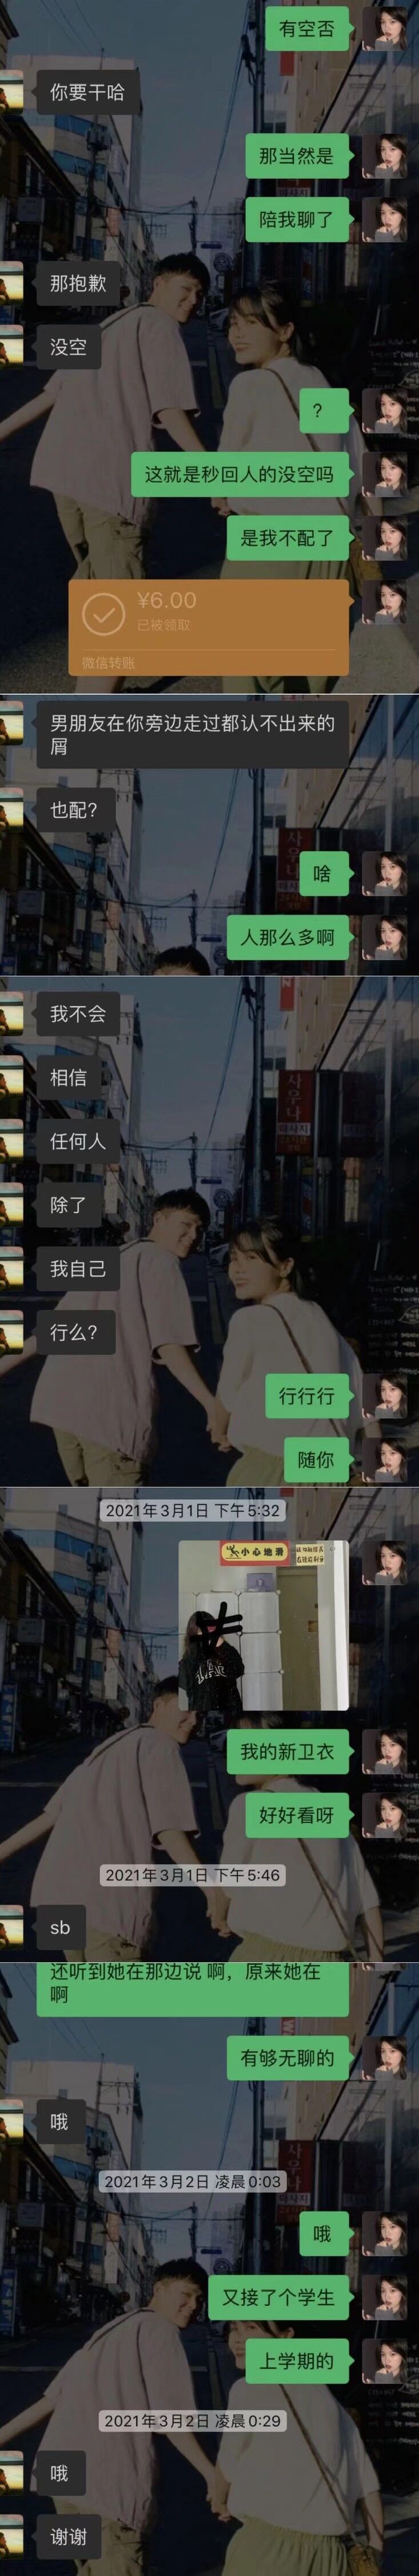 有空否
你要干哈
那当然是
陪我聊了
那抱歉
没空
?
这就是秒回人的没空吗
是我不配了
¥6.00
已被领取
微信转账
男朋友在你旁边走过都认不出来的
屑
也配?
啥
人那么多啊
我不会
相信
任何人
除了
我自己
行么?
行行行
随你
2021年3月1日 下午5:32
小心地滑
我的新卫衣
好好看呀
2021年3月1日 下午5:46
sb
还听到她在那边说 啊，原来她在
啊
有够无聊的
哦
2021年3月2日 凌晨0:03
哦
又接了个学生
上学期的
2021年3月2日 凌晨0:29
哦
谢谢